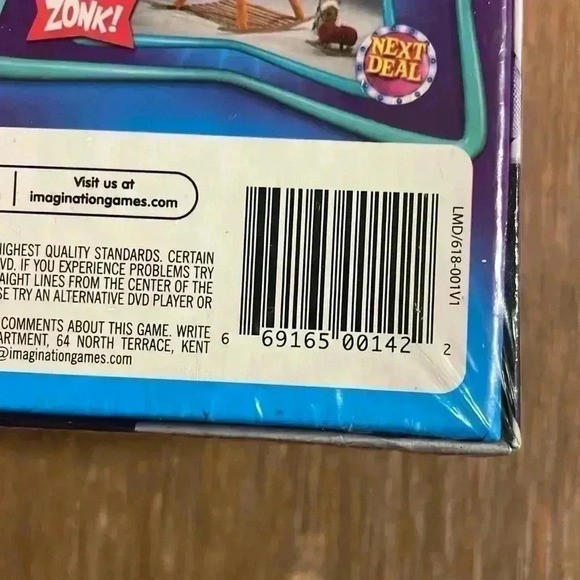 ZONK!
NEXT
DEAL
Visit us at
imaginationgames.com
HIGHEST QUALITY STANDARDS. CERTAIN
VD. IF YOU EXPERIENCE PROBLEMS TRY
AIGHT LINES FROM THE CENTER OF THE
SE TRY AN ALTERNATIVE DVD PLAYER OR
COMMENTS ABOUT THIS GAME. WRITE
ARTMENT, 64 NORTH TERRACE, KENT
@imaginationgames.com
6 69165 00142 2
LMD/618-001V1